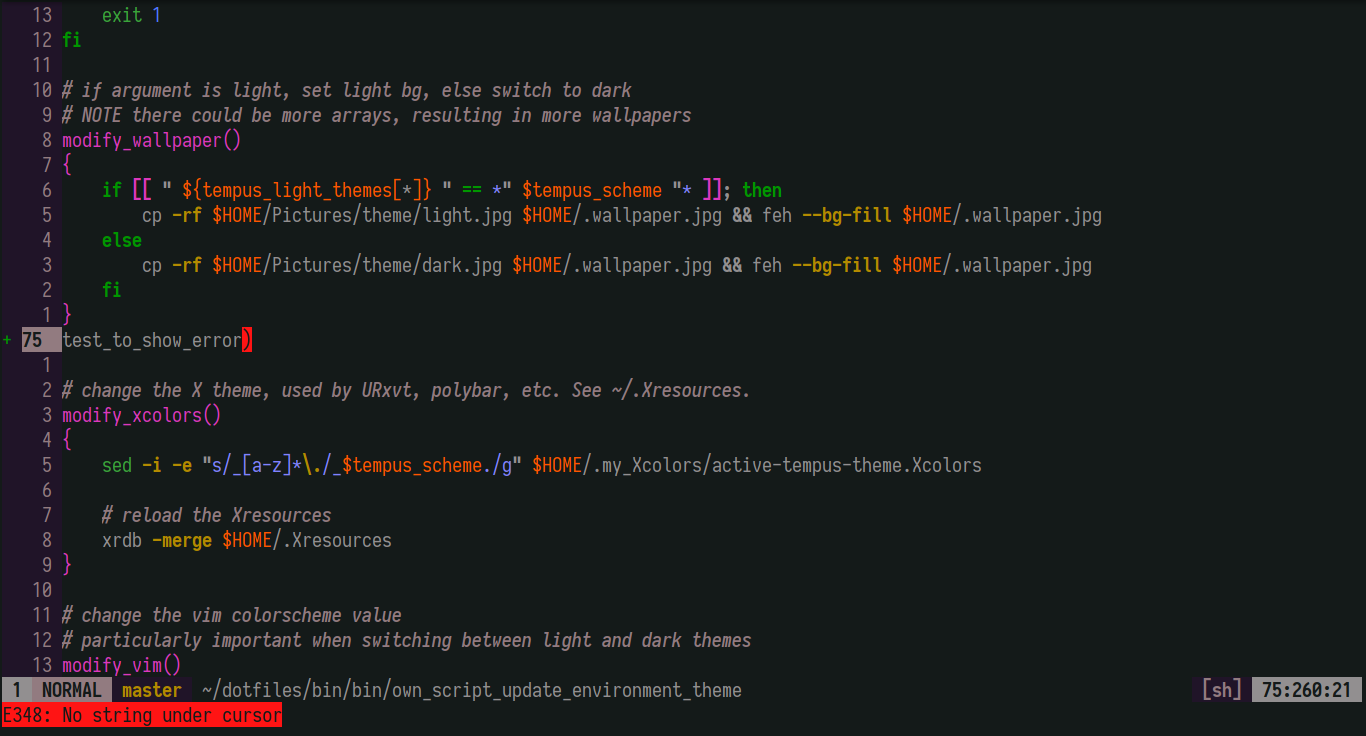 13     exit 1
12 fi
11
10 # if argument is light, set light bg, else switch to dark
9 # NOTE there could be more arrays, resulting in more wallpapers
8 modify_wallpaper()
7 {
6     if [[ " ${tempus_light_themes[*]} " == *" $tempus_scheme "* ]]; then
5         cp -rf $HOME/Pictures/theme/light.jpg $HOME/.wallpaper.jpg && feh --bg-fill $HOME/.wallpaper.jpg
4     else
3         cp -rf $HOME/Pictures/theme/dark.jpg $HOME/.wallpaper.jpg && feh --bg-fill $HOME/.wallpaper.jpg
2     fi
1 }
+ 75 test_to_show_error)
1
2 # change the X theme, used by URxvt, polybar, etc. See ~/.Xresources.
3 modify_xcolors()
4 {
5     sed -i -e "s/_[a-z]*\./_$tempus_scheme./g" $HOME/.my_Xcolors/active-tempus-theme.Xcolors
6
7     # reload the Xresources
8     xrdb -merge $HOME/.Xresources
9 }
10
11 # change the vim colorscheme value
12 # particularly important when switching between light and dark themes
13 modify_vim()
1 NORMAL master ~/dotfiles/bin/bin/own_script_update_environment_theme [sh] 75:260:21
E348: No string under cursor